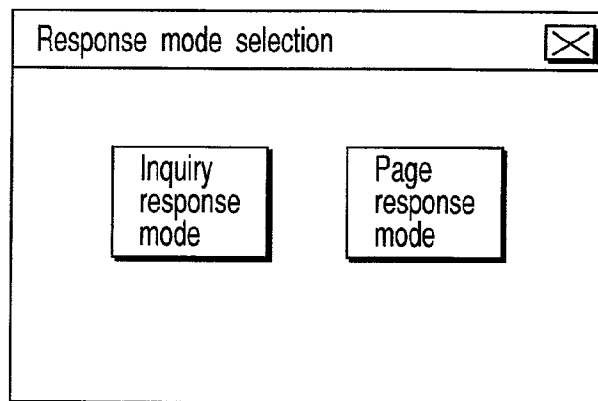 Response mode selection
Inquiry
response
mode
Page
response
mode